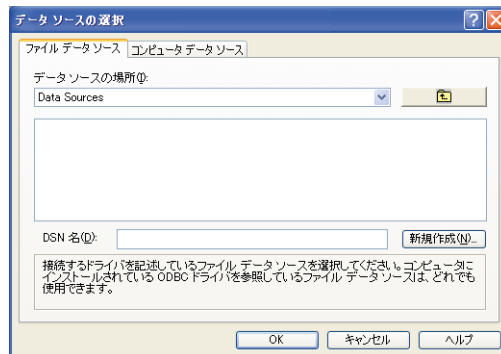 データ ソースの選択
ファイル データ ソース
コンピュータ データ ソース
データ ソースの場所(I):
Data Sources
DSN 名(D):
新規作成(N)...
接続するドライバを記述しているファイル データ ソースを選択してください。コンピュータに
インストールされている ODBC ドライバを参照しているファイル データ ソースは、どれでも
使用できます。
OK
キャンセル
ヘルプ